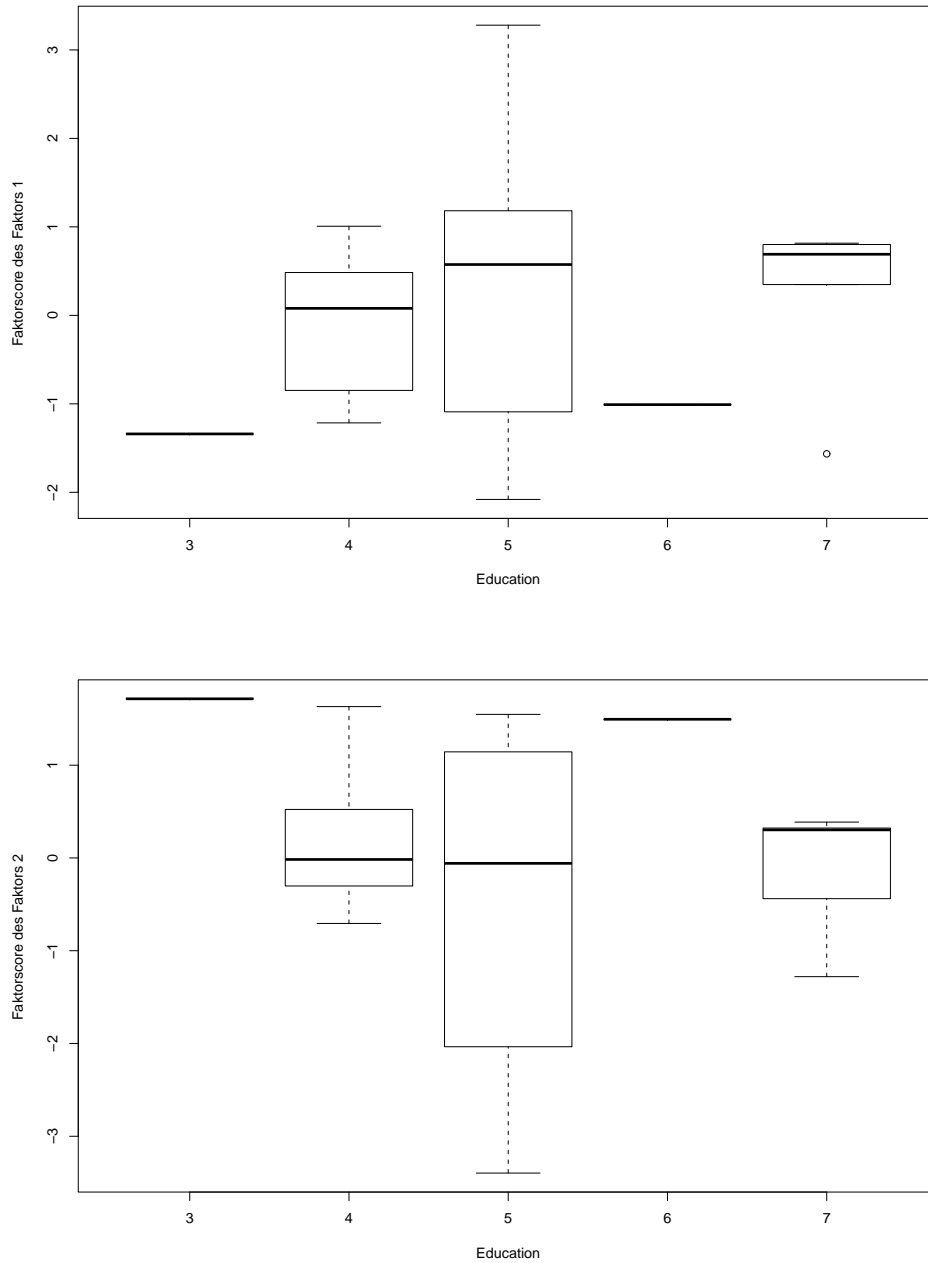 3
2
1
0
−1
−2
Faktorscore des Faktors 1
3 4 5 6 7
Education
1
0
−1
−2
−3
Faktorscore des Faktors 2
3 4 5 6 7
Education